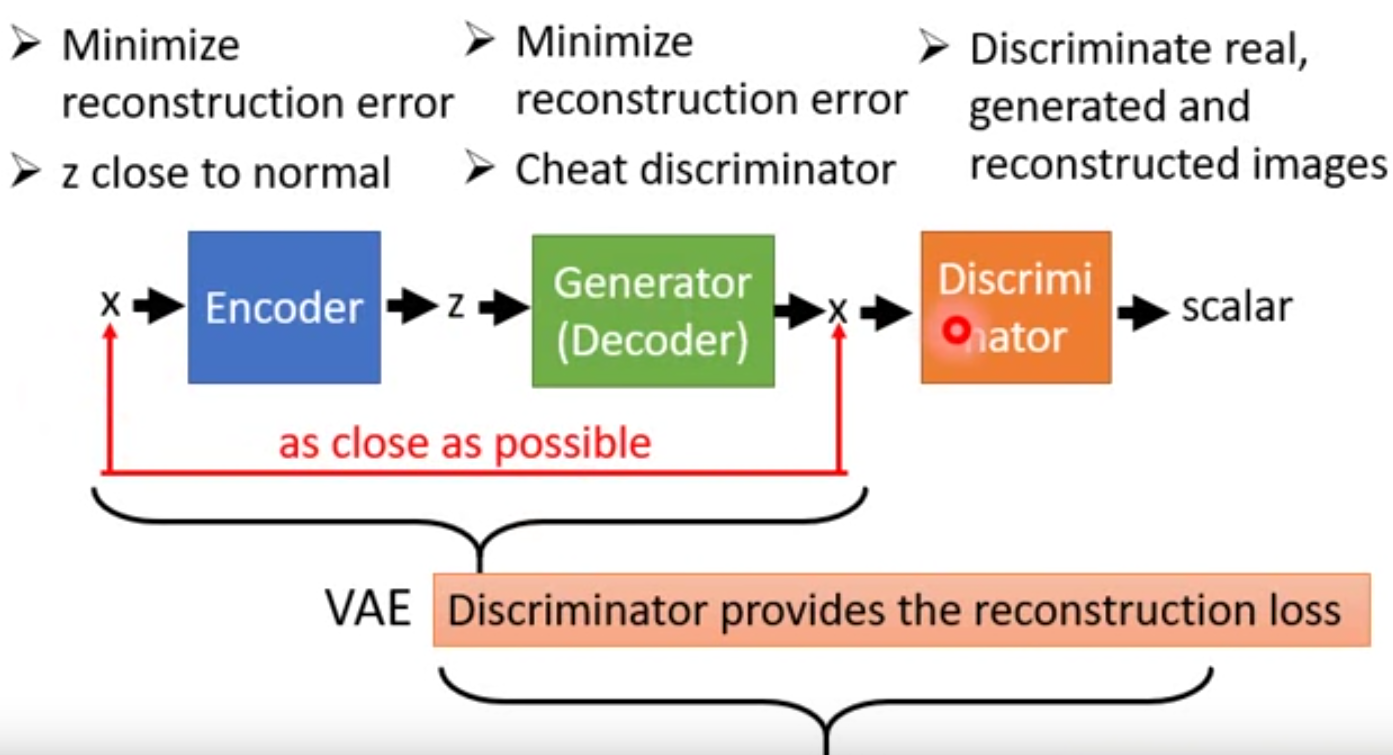 Minimize
reconstruction error
z close to normal
Minimize
reconstruction error
Cheat discriminator
Discriminate real,
generated and
reconstructed images
x
Encoder
z
Generator
(Decoder)
x
Discrimi
nator
scalar
as close as possible
VAE
Discriminator provides the reconstruction loss